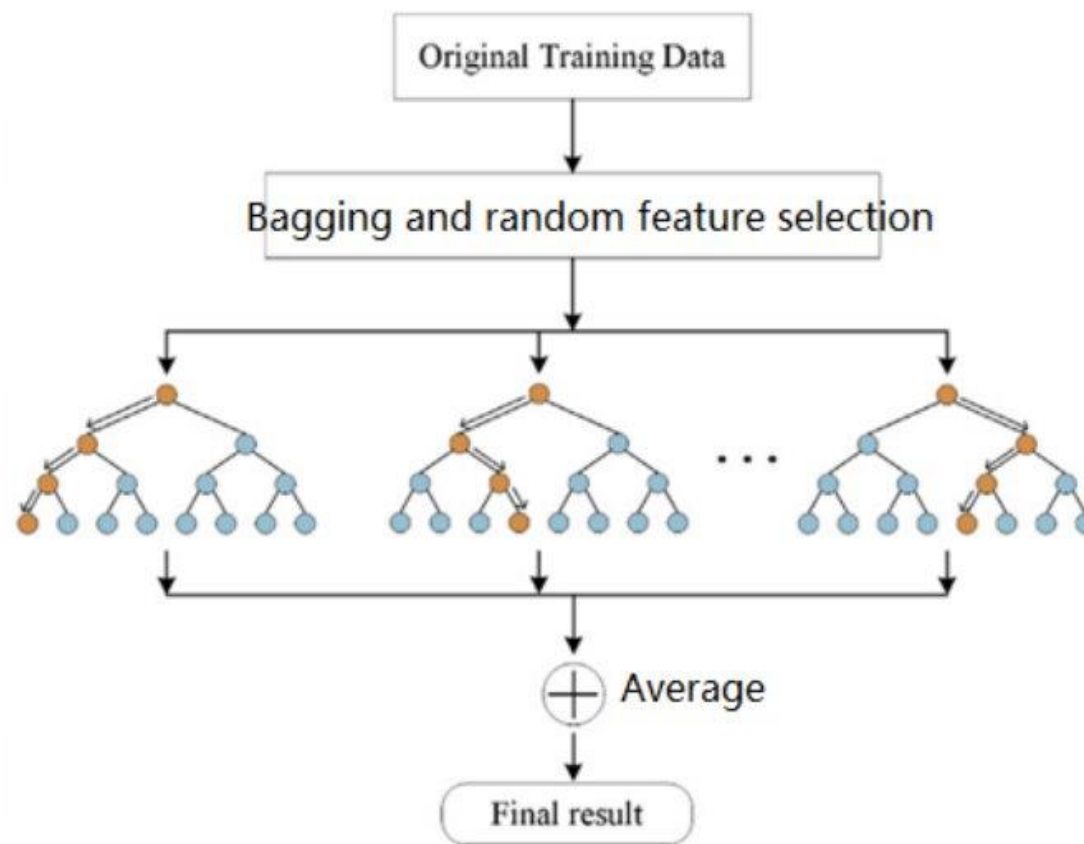 Original Training Data
Bagging and random feature selection
...
Average
Final result